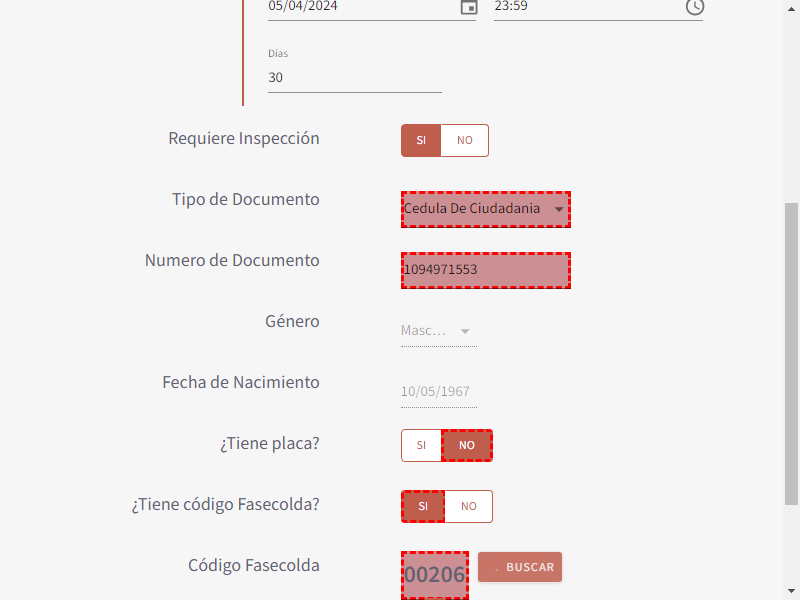 05/04/2024 23:59
Días
30
Requiere Inspección SI NO
Tipo de Documento Cedula De Ciudadania
Numero de Documento 1094971553
Género Masc...
Fecha de Nacimiento 10/05/1967
¿Tiene placa? SI NO
¿Tiene código Fasecolda? SI NO
Código Fasecolda 00206 BUSCAR